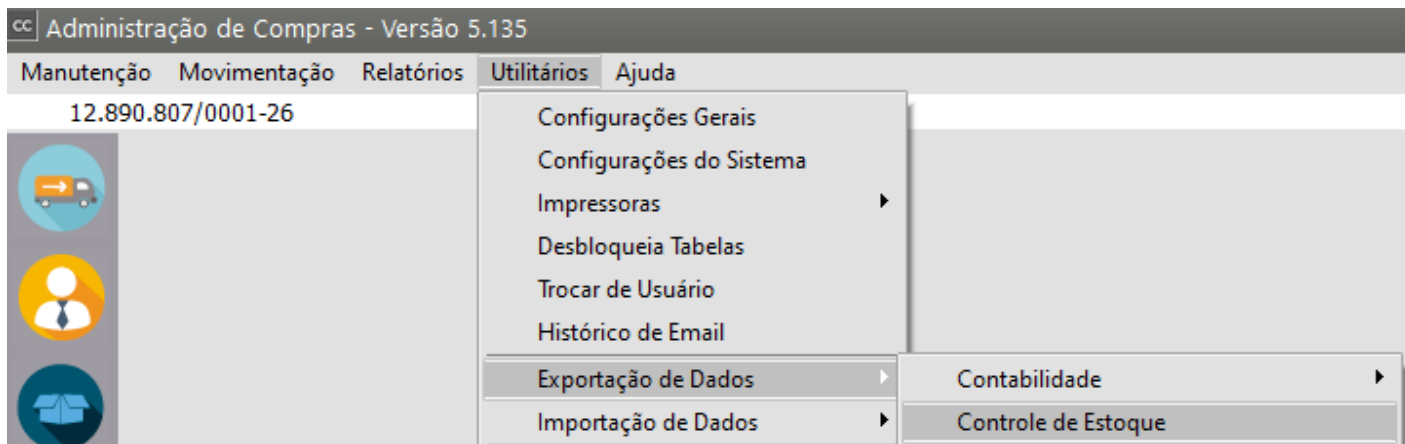 cc Administração de Compras - Versão 5.135
Manutenção Movimentação Relatórios Utilitários Ajuda
12.890.807/0001-26
Configurações Gerais
Configurações do Sistema
Impressoras
Desbloqueia Tabelas
Trocar de Usuário
Histórico de Email
Exportação de Dados
Contabilidade
Importação de Dados
Controle de Estoque